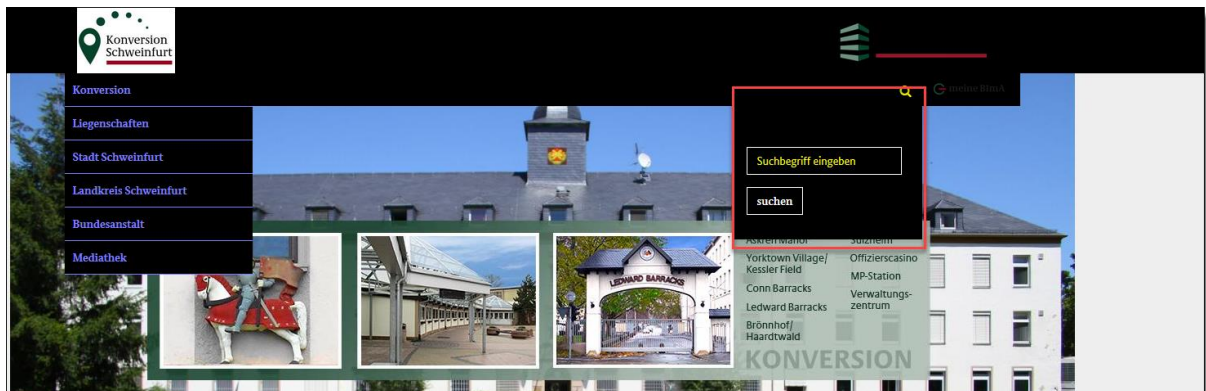 Konversion
Schweinfurt
Konversion
meine BImA
Liegenschaften
Stadt Schweinfurt
Landkreis Schweinfurt
Bundesanstalt
Mediathek
Suchbegriff eingeben
suchen
Askren Manor
Sulzheim
Yorktown Village/
Kessler Field
Conn Barracks
Ledward Barracks
Brönnhof/
Haardtwald
Offizierscasino
MP-Station
Verwaltungs-
zentrum
LEDWARD BARRACKS
KONVERSION